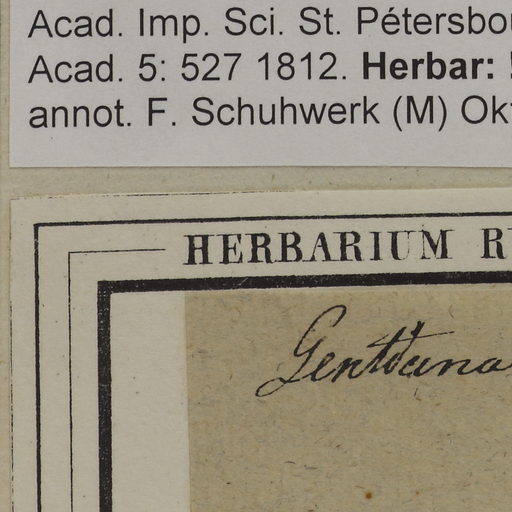 Acad. Imp. Sci. St. Pétersbou
Acad. 5: 527 1812. Herbar: !
annot. F. Schuhwerk (M) Okt
HERBARIUM R
Gentiana